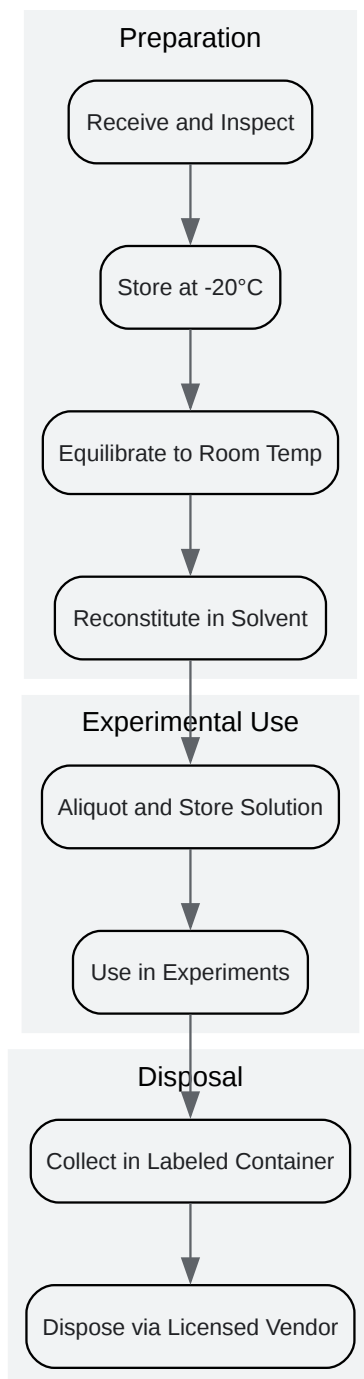 Preparation
Receive and Inspect
Store at -20°C
Equilibrate to Room Temp
Reconstitute in Solvent
Experimental Use
Aliquot and Store Solution
Use in Experiments
Disposal
Collect in Labeled Container
Dispose via Licensed Vendor